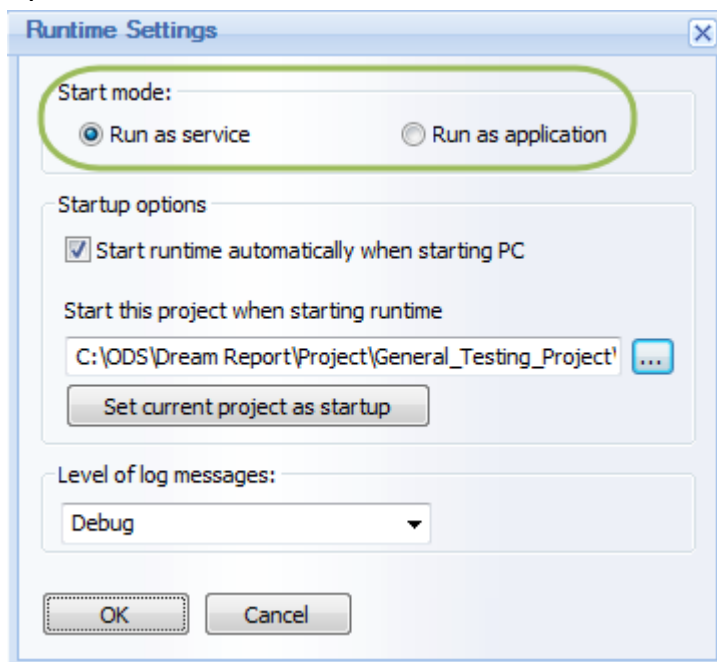 Runtime Settings
Start mode:
Run as service Run as application
Startup options
Start runtime automatically when starting PC
Start this project when starting runtime
C:\ODS\Dream Report\Project\General_Testing_Project\ ...
Set current project as startup
Level of log messages:
Debug
OK Cancel